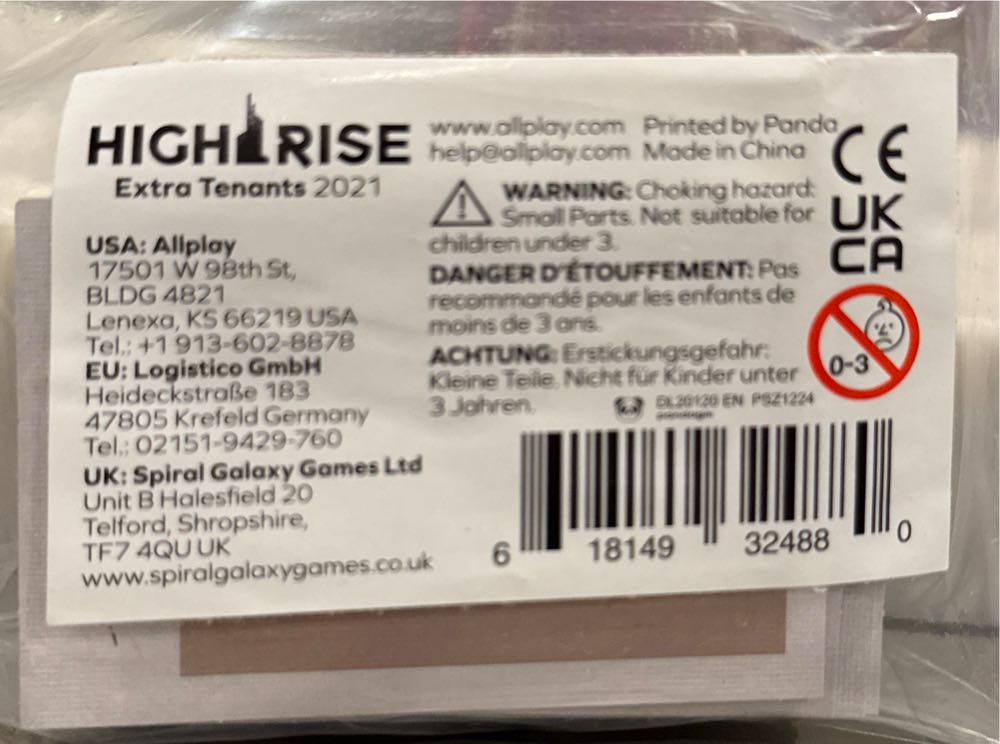 HIGH RISE
Extra Tenants 2021
USA: Allplay
17501 W 98th St,
BLDG 4821
Lenexa, KS 66219 USA
Tel.: +1 913-602-8878
EU: Logistico GmbH
Heideckstraße 183
47805 Krefeld Germany
Tel.: 02151-9429-760
UK: Spiral Galaxy Games Ltd
Unit B Halesfield 20
Telford, Shropshire,
TF7 4QU UK
www.spiralgalaxygames.co.uk
www.allplay.com Printed by Panda
help@allplay.com Made in China
WARNING: Choking hazard:
Small Parts. Not suitable for
children under 3.
DANGER D'ÉTOUFFEMENT: Pas
recommandé pour les enfants de
moins de 3 ans.
ACHTUNG: Erstickungsgefahr:
Kleine Teile. Nicht für Kinder unter
3 Jahren.
DL20120 EN PSZ1224
CE
UK
CA
0-3
6 18149 32488 0